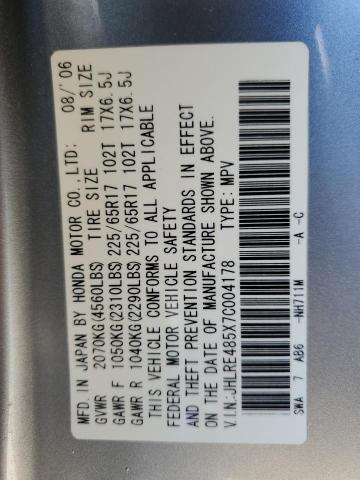 MFD. IN JAPAN BY HONDA MOTOR CO.,LTD: 08/'06
GVWR 2070KG(4560LBS) TIRE SIZE RIM SIZE
GAWR F 1050KG(2310LBS) 225/65R17 102T 17X6.5J
GAWR R 1040KG(2290LBS) 225/65R17 102T 17X6.5J
THIS VEHICLE CONFORMS TO ALL APPLICABLE
FEDERAL MOTOR VEHICLE SAFETY
AND THEFT PREVENTION STANDARDS IN EFFECT
ON THE DATE OF MANUFACTURE SHOWN ABOVE.
V.I.N:JHLRE485X7C004178 TYPE: MPV
SWA 7 AB6 -NH711M -A -C